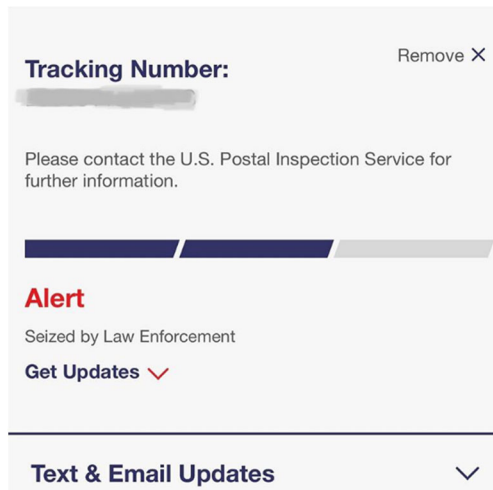 Remove X
Tracking Number:
Please contact the U.S. Postal Inspection Service for
further information.
Alert
Seized by Law Enforcement
Get Updates
Text & Email Updates